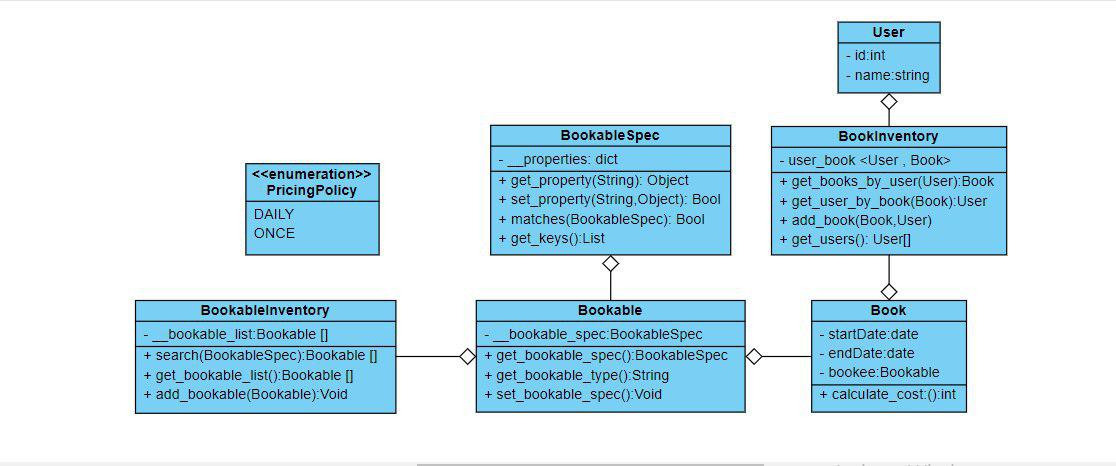 User
- id:int
- name:string
BookableSpec
- __properties: dict
+ get_property(String): Object
+ set_property(String,Object): Bool
+ matches(BookableSpec): Bool
+ get_keys():List
BookInventory
- user_book <User , Book>
+ get_books_by_user(User):Book
+ get_user_by_book(Book):User
+ add_book(Book,User)
+ get_users(): User[]
<<enumeration>>
PricingPolicy
DAILY
ONCE
BookableInventory
- __bookable_list:Bookable []
+ search(BookableSpec):Bookable []
+ get_bookable_list():Bookable []
+ add_bookable(Bookable):Void
Bookable
- __bookable_spec:BookableSpec
+ get_bookable_spec():BookableSpec
+ get_bookable_type():String
+ set_bookable_spec():Void
Book
- startDate:date
- endDate:date
- bookee:Bookable
+ calculate_cost:():int